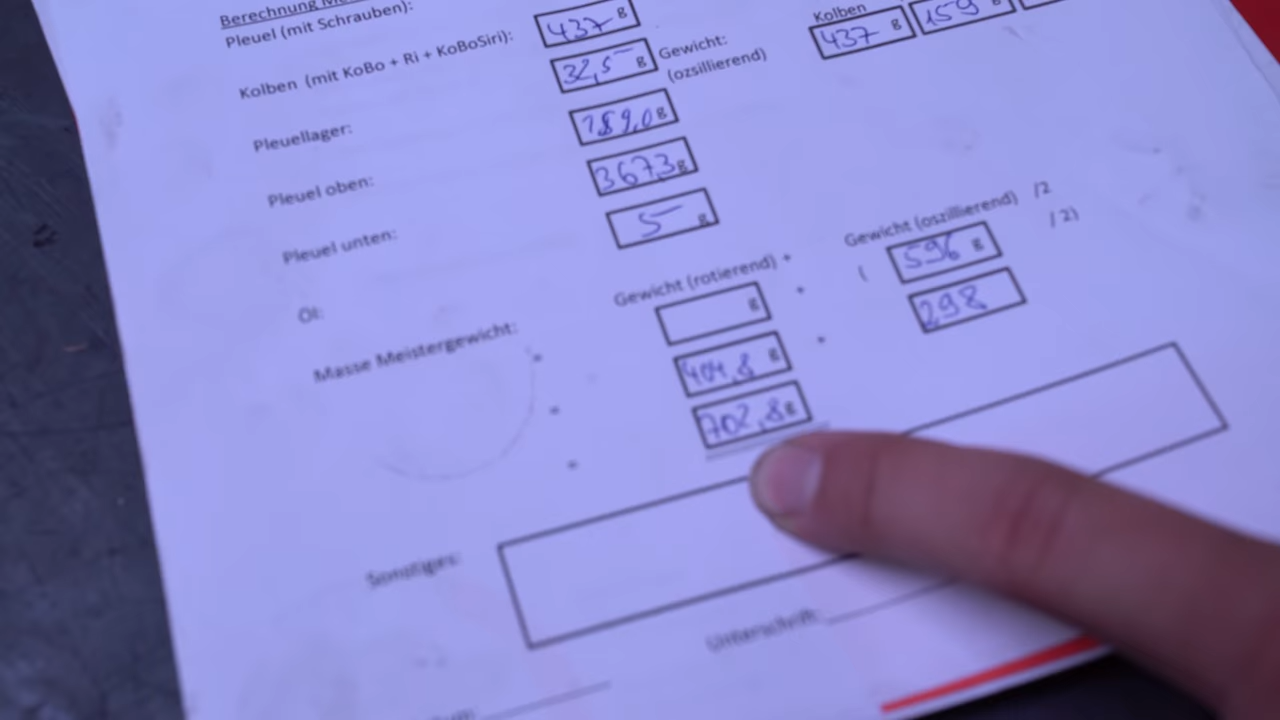 Berechnung
Pleuel (mit Schrauben):
437 g
Kolben
437 g 159 g
Kolben (mit KoBo + Ri + KoBoSiri):
32,5 g
Gewicht:
(ozsillierend)
Pleuellager:
189,0 g
Pleuel oben:
367,3 g
Pleuel unten:
5 g
Öl:
Gewicht (rotierend) +
Gewicht (oszillierend) /2
Masse Meistergewicht:
=
g
+
(
596 g
/ 2)
=
404,8 g
+
298
=
702,8 g
Sonstiges:
Unterschrift: